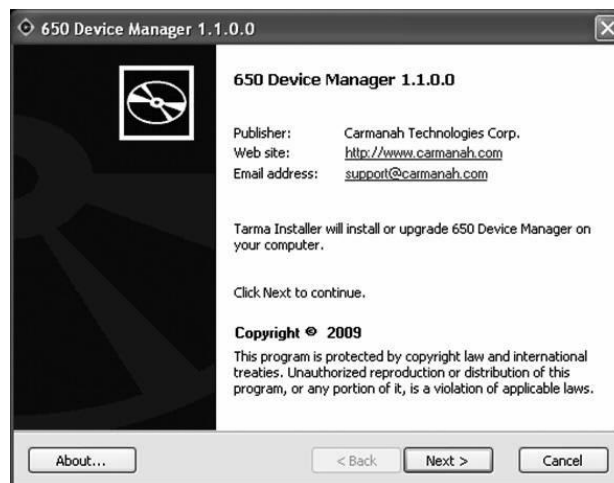 650 Device Manager 1.1.0.0
650 Device Manager 1.1.0.0
Publisher: Carmanah Technologies Corp.
Web site: http://www.carmanah.com
Email address: support@carmanah.com
Tarma Installer will install or upgrade 650 Device Manager on
your computer.
Click Next to continue.
Copyright © 2009
This program is protected by copyright law and international
treaties. Unauthorized reproduction or distribution of this
program, or any portion of it, is a violation of applicable laws.
About... < Back Next > Cancel